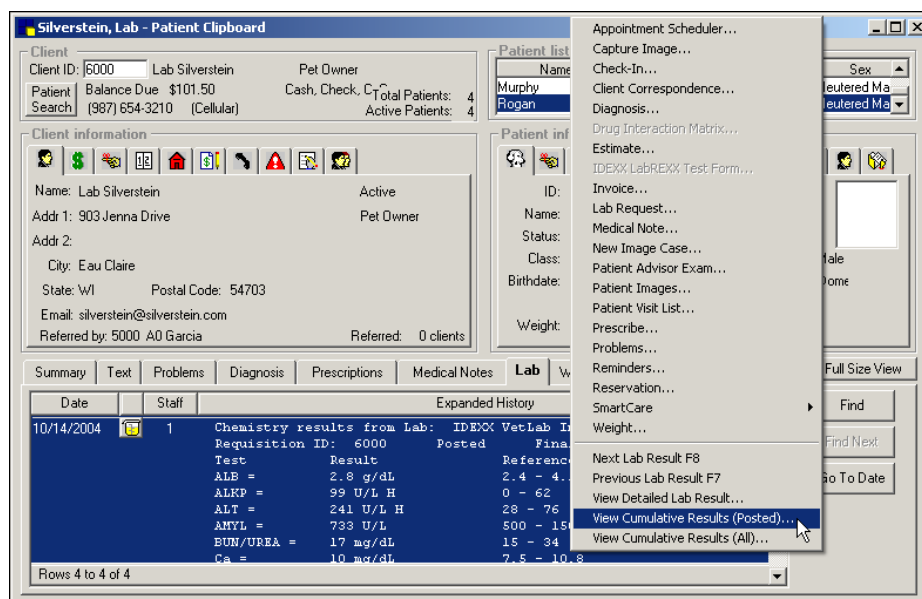 Silverstein, Lab - Patient Clipboard
Client
Client ID: 6000 Lab Silverstein Pet Owner
Patient Search
Balance Due $101.50 Cash, Check,
(987) 654-3210 (Cellular)
Total Patients: 4
Active Patients: 4
Patient list
Name Sex
Murphy
Rogan
Client information
Name: Lab Silverstein Active
Addr 1: 903 Jenna Drive Pet Owner
Addr 2:
City: Eau Claire
State: WI Postal Code: 54703
Email: silverstein@silverstein.com
Referred by: 5000 AO Garcia Referred: 0 clients
Patient
ID:
Name:
Status:
Class:
Birthdate:
Weight:
Appointment Scheduler...
Capture Image...
Check-In...
Client Correspondence...
Diagnosis...
Drug Interaction Matrix...
Estimate...
IDEXX LabREXX Test Form...
Invoice...
Lab Request...
Medical Note...
New Image Case...
Patient Advisor Exam...
Patient Images...
Patient Visit List...
Prescribe...
Problems...
Reminders...
Reservation...
SmartCare
Weight...
Next Lab Result F8
Previous Lab Result F7
View Detailed Lab Result...
View Cumulative Results (Posted)...
View Cumulative Results (All)...
Summary Text Problems Diagnosis Prescriptions Medical Notes Lab
Full Size View
Date Staff Expanded History
Find
Find Next
Go To Date
10/14/2004 1 Chemistry results from Lab: IDEXX VetLab
Requisition ID: 6000 Posted
Test Result Reference
ALB = 2.8 g/dL 2.4 - 4.
ALKP = 99 U/L H 0 - 62
ALT = 241 U/L H 28 - 76
AMYL = 733 U/L 500 -
BUN/UREA = 17 mg/dL 15 - 34
Ca = 10 mg/dL 7.5 - 10.8
Rows 4 to 4 of 4